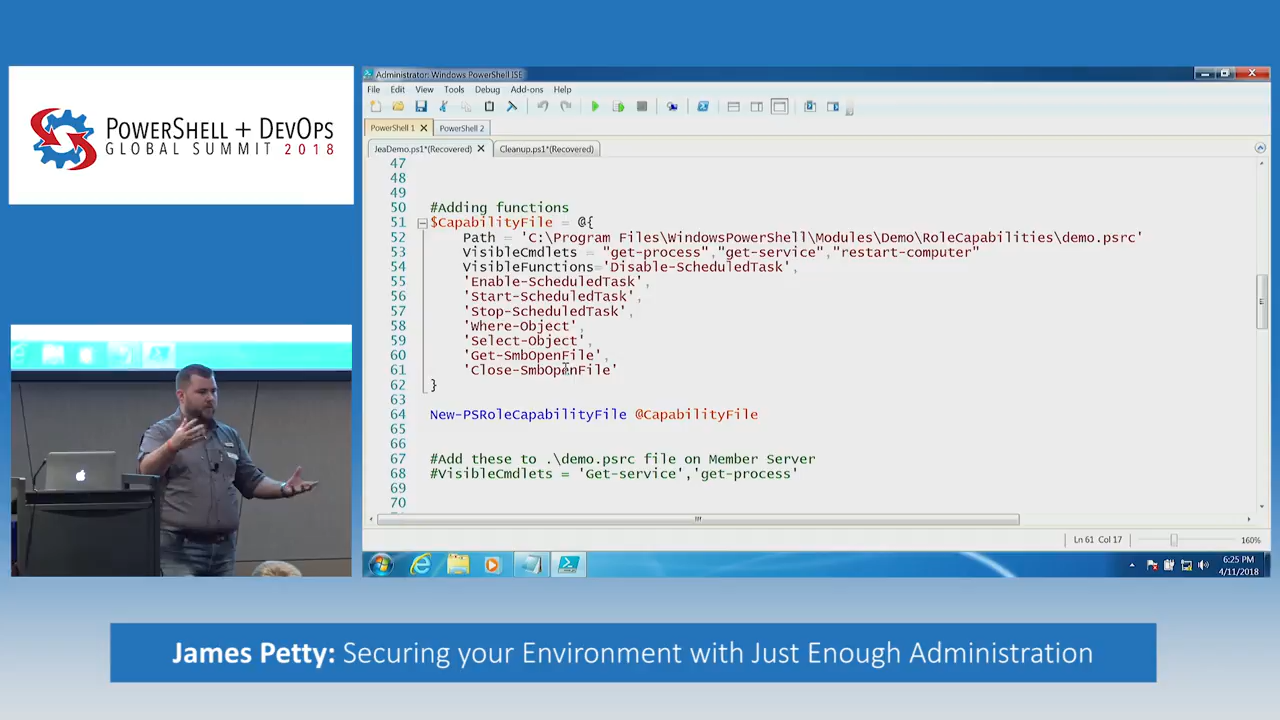 POWERSHELL + DEVOPS
GLOBAL SUMMIT 2018
Administrator: Windows PowerShell ISE
File Edit View Tools Debug Add-ons Help
PowerShell 1 PowerShell 2
JeaDemo.ps1*(Recovered) Cleanup.ps1*(Recovered)
47
48
49
50 #Adding functions
51 $CapabilityFile = @{
52 Path = 'C:\Program Files\WindowsPowerShell\Modules\Demo\RoleCapabilities\demo.psrc'
53 VisibleCmdlets = "get-process","get-service","restart-computer"
54 VisibleFunctions='Disable-ScheduledTask',
55 'Enable-ScheduledTask',
56 'Start-ScheduledTask',
57 'Stop-ScheduledTask',
58 'Where-Object',
59 'Select-Object',
60 'Get-SmbOpenFile',
61 'Close-SmbOpenFile'
62 }
63
64 New-PSRoleCapabilityFile @CapabilityFile
65
66
67 #Add these to .\demo.psrc file on Member Server
68 #VisibleCmdlets = 'Get-service','get-process'
69
70
Ln 61 Col 17 160%
6:25 PM
4/11/2018
James Petty: Securing your Environment with Just Enough Administration